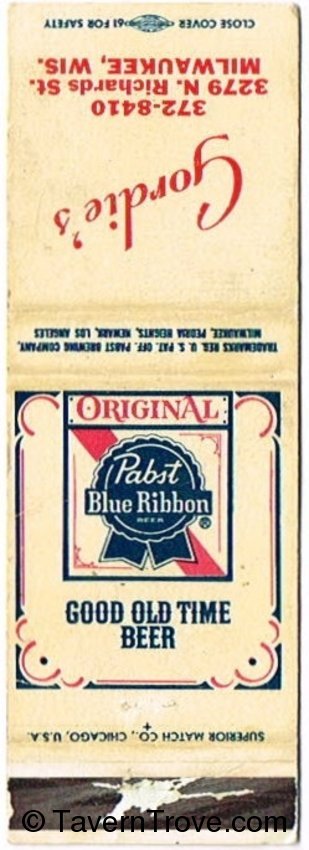 CLOSE COVER FOR SAFETY
Gordie's
372-8410
3279 N. Richards St.
MILWAUKEE, WIS.
TRADEMARKS REG. U. S. PAT. OFF. PABST BREWING COMPANY,
MILWAUKEE, PEORIA HEIGHTS, NEWARK, LOS ANGELES
ORIGINAL
Pabst
Blue Ribbon
BEER
®
GOOD OLD TIME
BEER
SUPERIOR MATCH CO., CHICAGO, U.S.A.
© TavernTrove.com